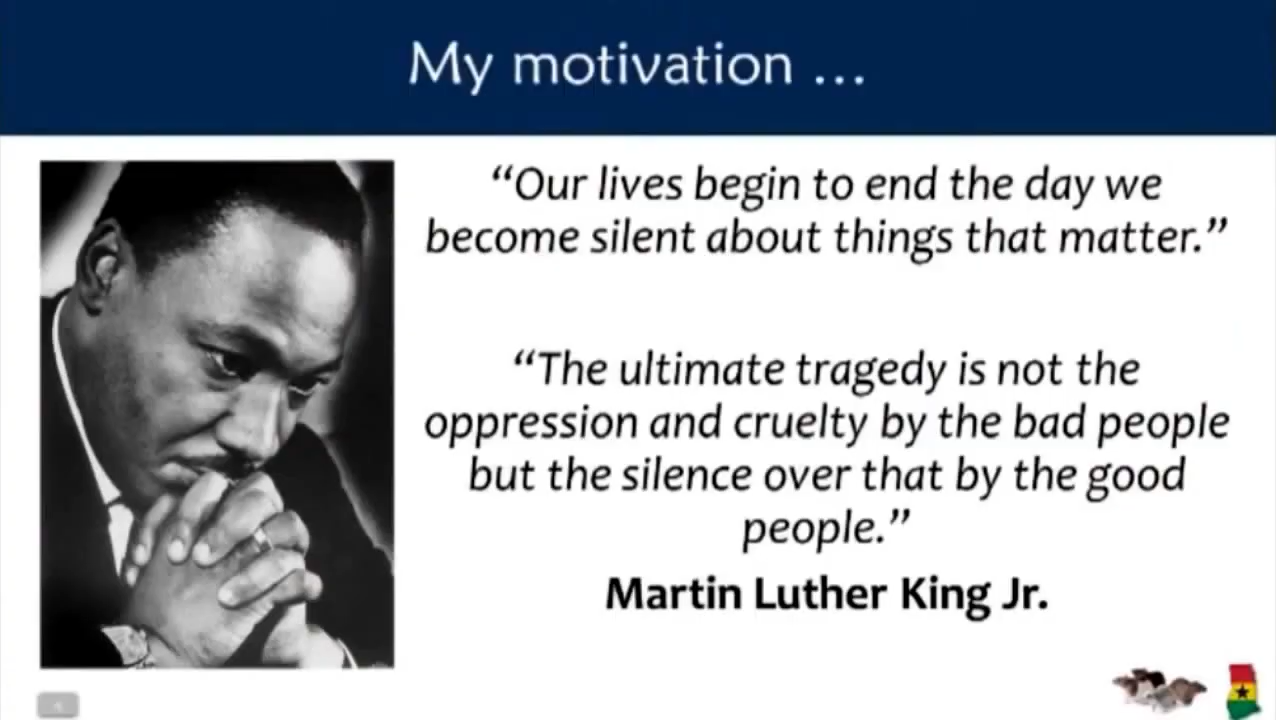 My motivation ...
“Our lives begin to end the day we
become silent about things that matter.”
“The ultimate tragedy is not the
oppression and cruelty by the bad people
but the silence over that by the good
people.”
Martin Luther King Jr.